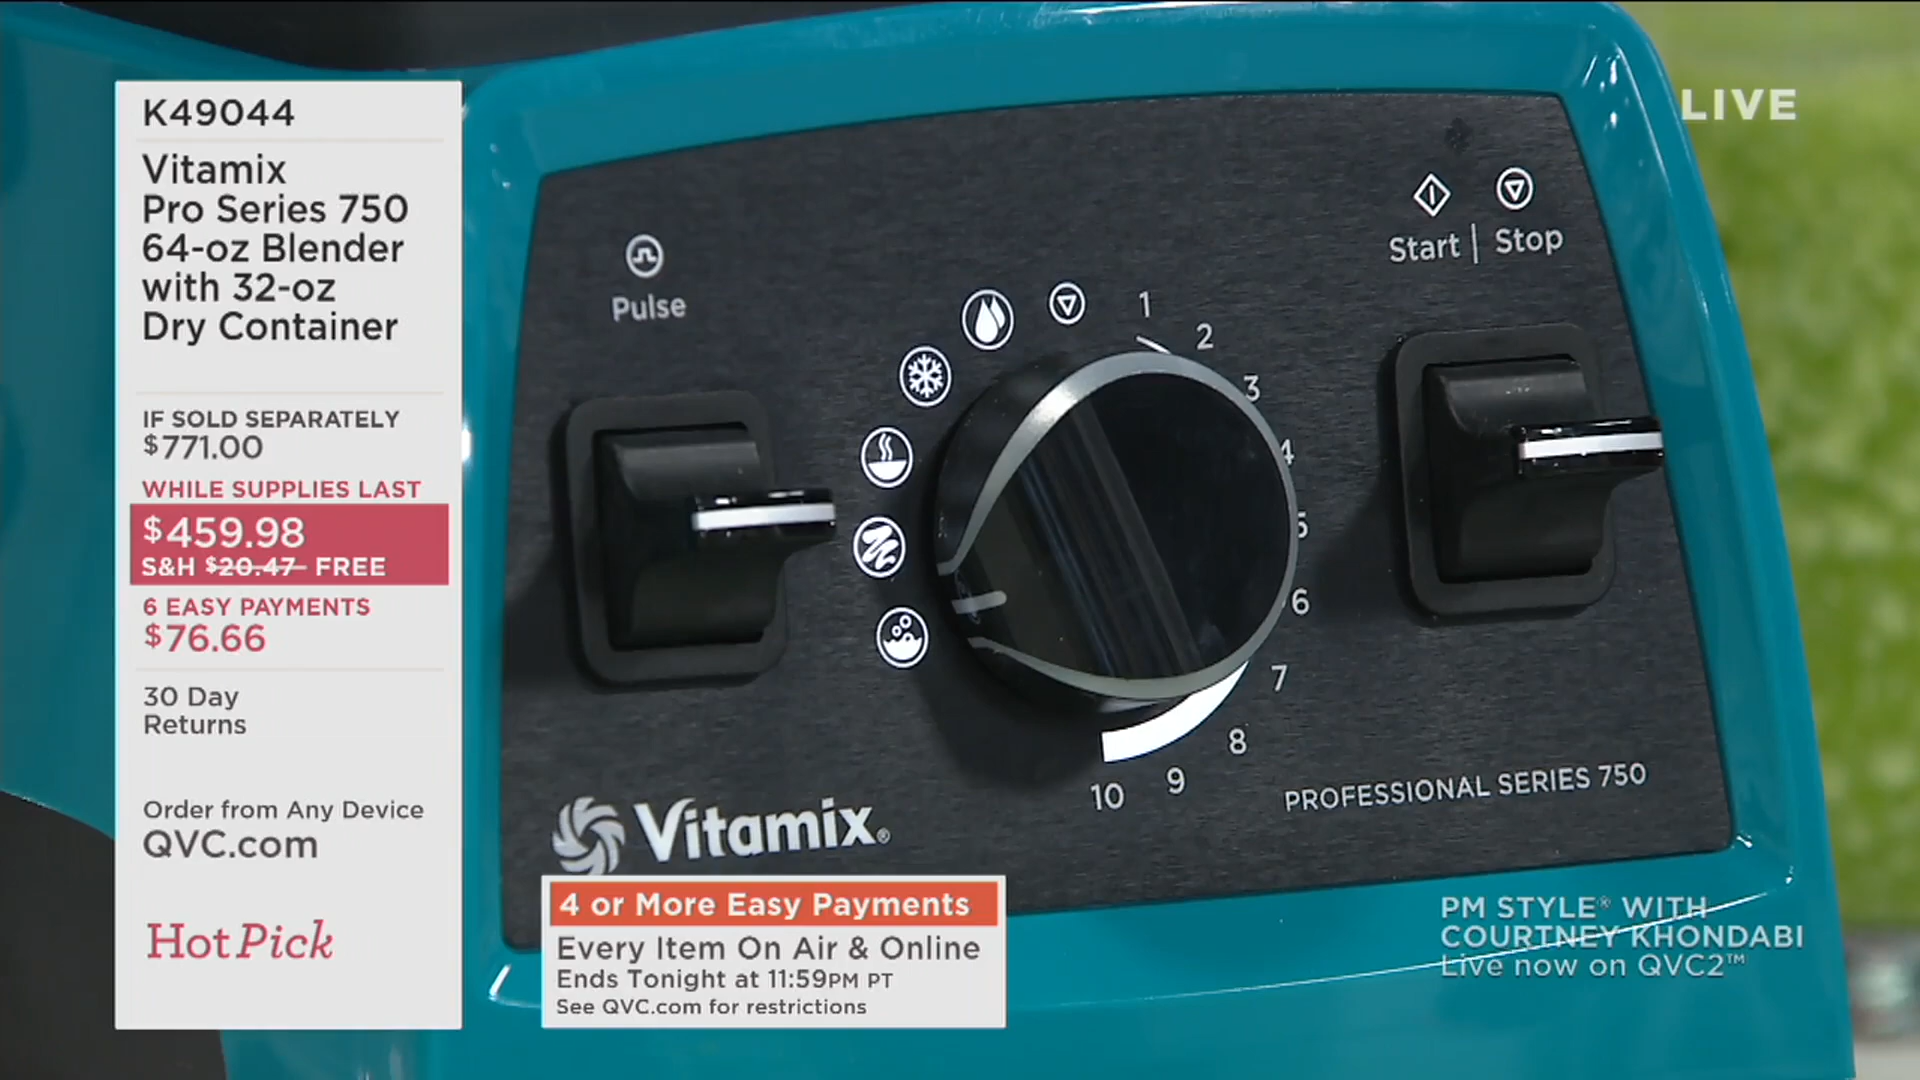 K49044
Vitamix
Pro Series 750
64-oz Blender
with 32-oz
Dry Container
IF SOLD SEPARATELY
$771.00
WHILE SUPPLIES LAST
$459.98
S&H $20.47 FREE
6 EASY PAYMENTS
$76.66
30 Day
Returns
Order from Any Device
QVC.com
Hot Pick
LIVE
Start | Stop
Pulse
1
2
3
4
5
6
7
8
9
10
PROFESSIONAL SERIES 750
Vitamix®
4 or More Easy Payments
Every Item On Air & Online
Ends Tonight at 11:59PM PT
See QVC.com for restrictions
PM STYLE® WITH
COURTNEY KHONDABI
Live now on QVC2™